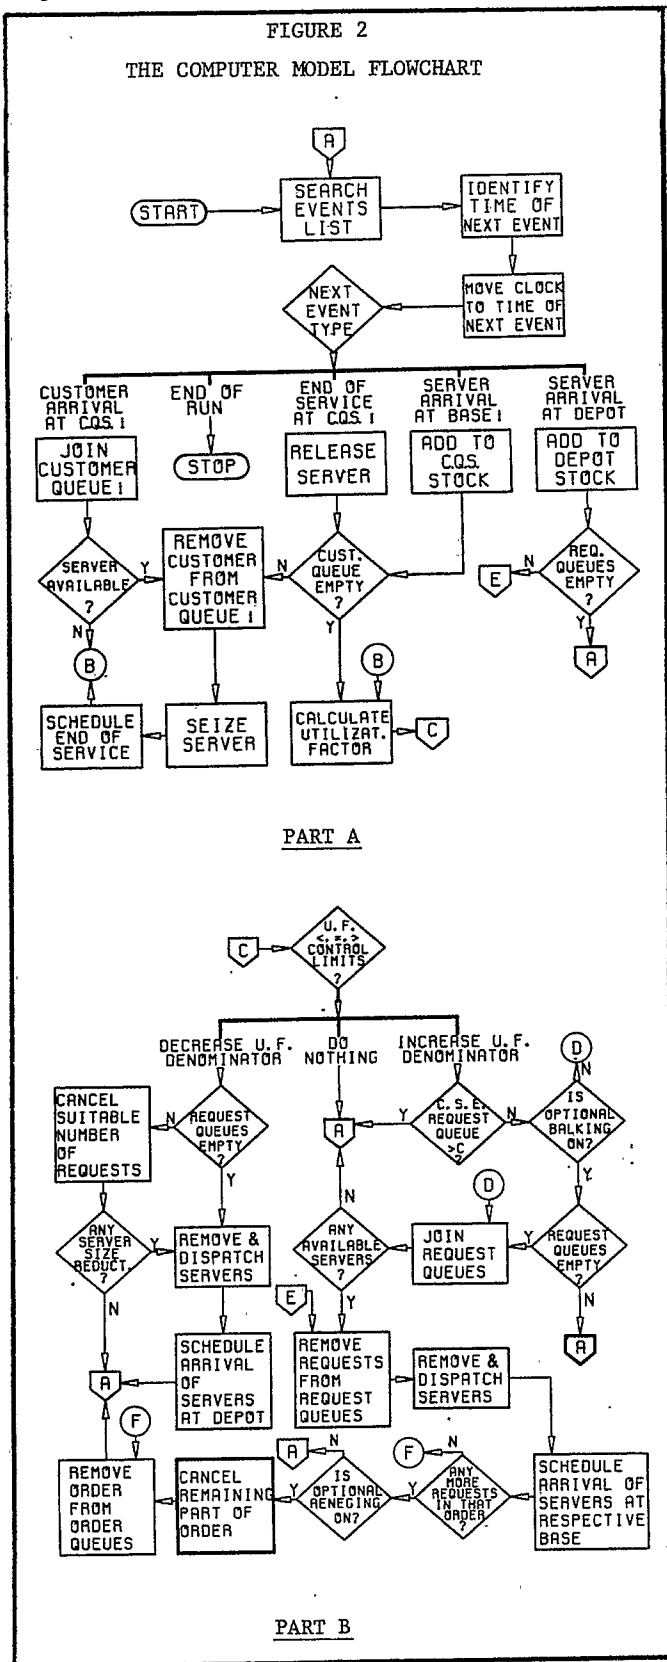 FIGURE 2
THE COMPUTER MODEL FLOWCHART
A
START
SEARCH
EVENTS
LIST
IDENTIFY
TIME OF
NEXT EVENT
NEXT
EVENT
TYPE
MOVE CLOCK
TO TIME OF
NEXT EVENT
CUSTOMER
ARRIVAL
AT C.Q.S. I
END OF
RUN
END OF
SERVICE
AT C.Q.S. I
SERVER
ARRIVAL
AT BASE I
SERVER
ARRIVAL
AT DEPOT
JOIN
CUSTOMER
QUEUE I
STOP
RELEASE
SERVER
ADD TO
C.Q.S.
STOCK
ADD TO
DEPOT
STOCK
SERVER
AVAILABLE
?
Y
N
REMOVE
CUSTOMER
FROM
CUSTOMER
QUEUE I
N
CUST.
QUEUE
EMPTY
?
Y
E
N
REQ.
QUEUES
EMPTY
?
Y
A
B
B
SCHEDULE
END OF
SERVICE
SEIZE
SERVER
CALCULATE
UTILIZAT.
FACTOR
C
PART A
C
U. F.
<, =, >
CONTROL
LIMITS
?
DECREASE U. F.
DENOMINATOR
DO
NOTHING
INCREASE U. F.
DENOMINATOR
D
N
CANCEL
SUITABLE
NUMBER
OF
REQUESTS
N
REQUEST
QUEUES
EMPTY
?
Y
A
Y
C. S. E.
REQUEST
QUEUE
>C
?
N
IS
OPTIONAL
BALKING
ON?
Y
D
ANY
SERVER
SIZE
REDUCT.
?
Y
N
REMOVE &
DISPATCH
SERVERS
N
ANY
AVAILABLE
SERVERS
?
Y
JOIN
REQUEST
QUEUES
Y
REQUEST
QUEUES
EMPTY
?
N
A
E
A
SCHEDULE
ARRIVAL
OF
SERVERS
AT DEPOT
REMOVE
REQUESTS
FROM
REQUEST
QUEUES
REMOVE &
DISPATCH
SERVERS
F
REMOVE
ORDER
FROM
ORDER
QUEUES
CANCEL
REMAINING
PART OF
ORDER
A
N
Y
IS
OPTIONAL
RENEGING
ON?
F
N
Y
ANY
MORE
REQUESTS
IN THAT
ORDER
?
SCHEDULE
ARRIVAL OF
SERVERS AT
RESPECTIVE
BASE
PART B